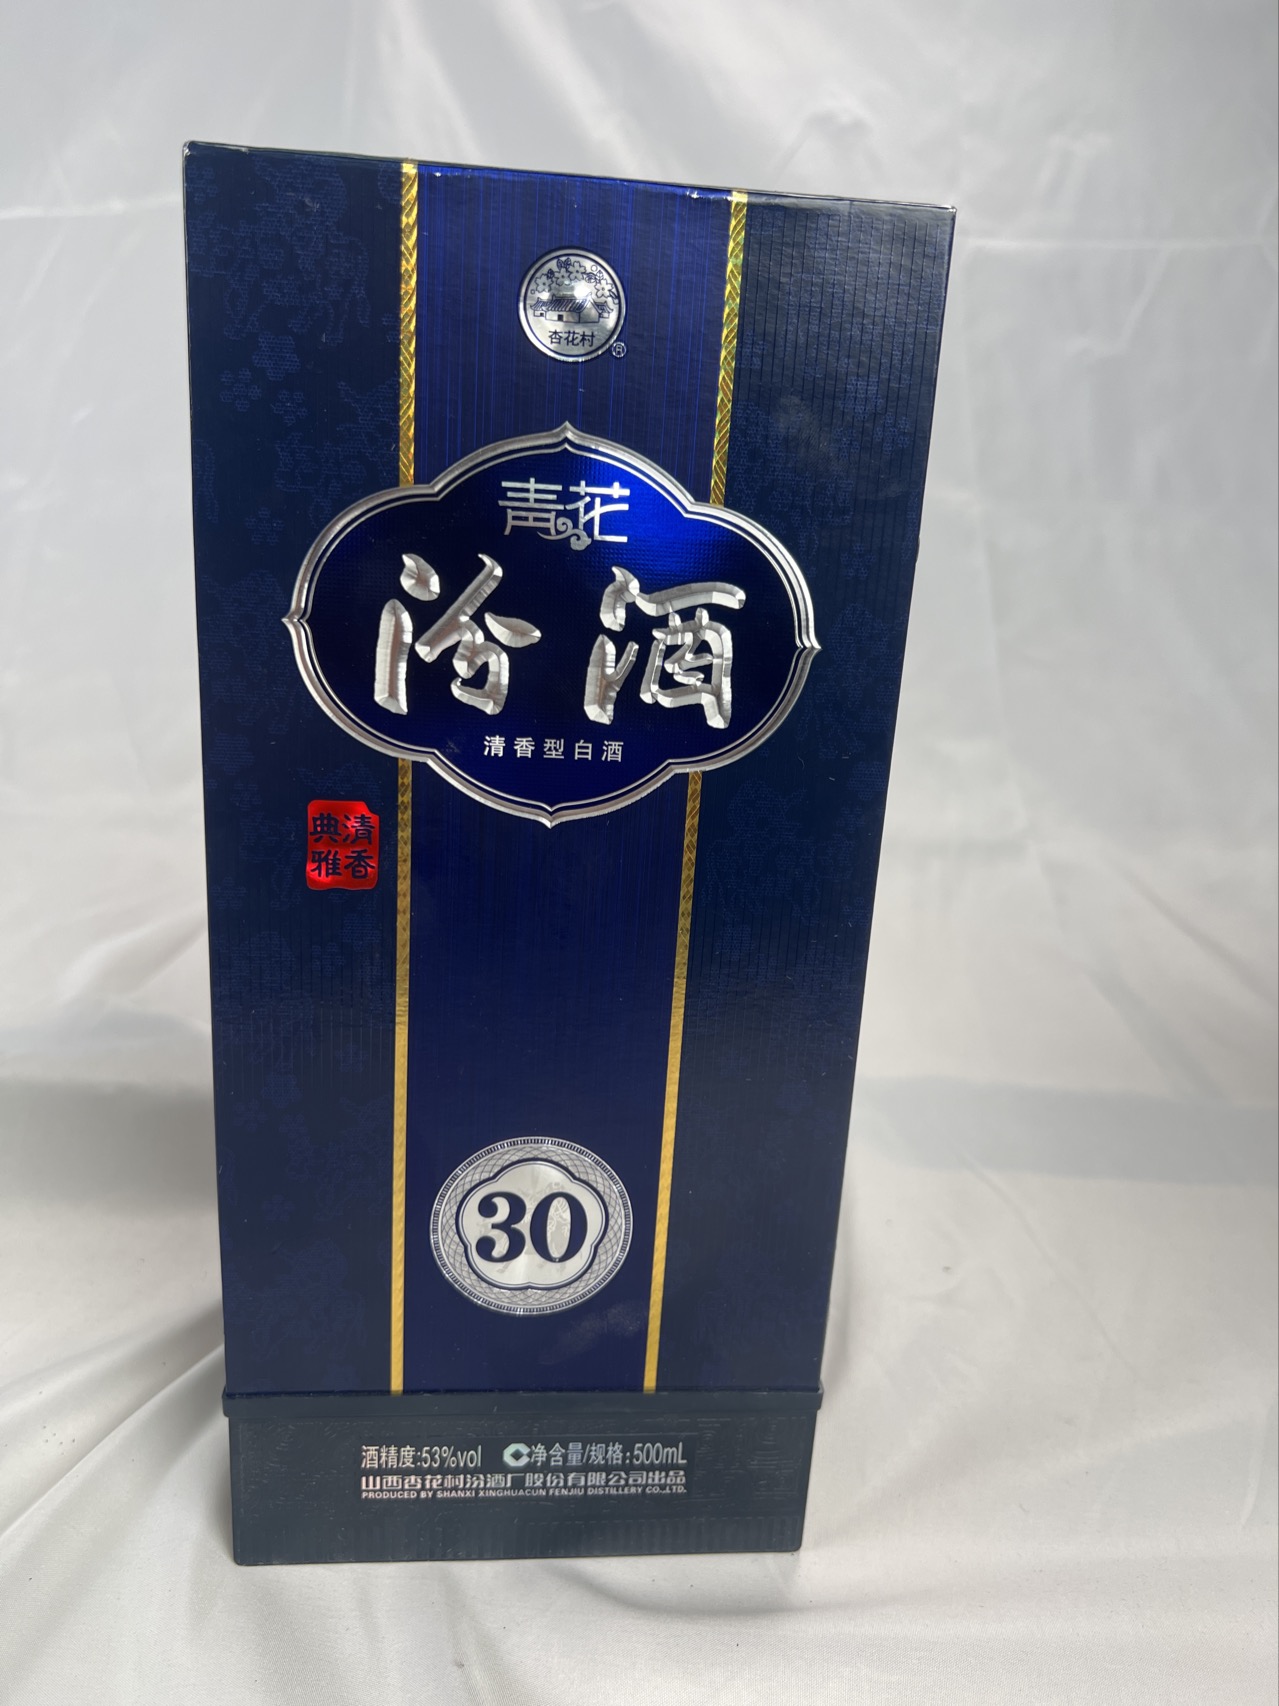 杏花村
®
青花
汾酒
清香型白酒
清香
典雅
30
酒精度:53%vol 净含量/规格:500mL
山西杏花村汾酒厂股份有限公司出品
PRODUCED BY SHANXI XINGHUACUN FENJIU DISTILLERY CO.,LTD.